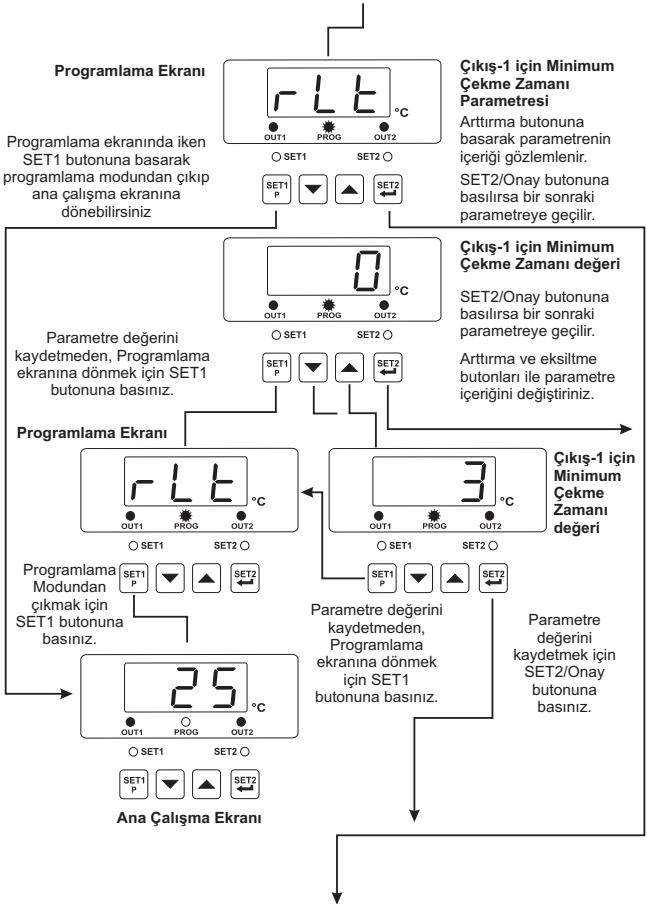 Programlama Ekranı
Programlama ekranında iken
SET1 butonuna basarak
programlama modundan çıkıp
ana çalışma ekranına
dönebilirsiniz
rLt
°C
OUT1 PROG OUT2
SET1 SET2
SET1
P
SET2
Çıkış-1 için Minimum
Çekme Zamanı
Parametresi
Arttırma butonuna
basarak parametrenin
içeriği gözlemlenir.
SET2/Onay butonuna
basılırsa bir sonraki
parametreye geçilir.
0
°C
OUT1 PROG OUT2
SET1 SET2
SET1
P
SET2
Çıkış-1 için Minimum
Çekme Zamanı değeri
SET2/Onay butonuna
basılırsa bir sonraki
parametreye geçilir.
Arttırma ve eksiltme
butonları ile parametre
içeriğini değiştiriniz.
Parametre değerini
kaydetmeden, Programlama
ekranına dönmek için SET1
butonuna basınız.
Programlama Ekranı
rLt
°C
OUT1 PROG OUT2
SET1 SET2
SET1
P
SET2
3
°C
OUT1 PROG OUT2
SET1 SET2
SET1
P
SET2
Çıkış-1 için
Minimum
Çekme
Zamanı
değeri
Programlama
Modundan
çıkmak için
SET1 butonuna
basınız.
Parametre değerini
kaydetmeden,
Programlama
ekranına dönmek
için SET1
butonuna basınız.
Parametre
değerini
kaydetmek için
SET2/Onay
butonuna
basınız.
25
°C
OUT1 PROG OUT2
SET1 SET2
SET1
P
SET2
Ana Çalışma Ekranı